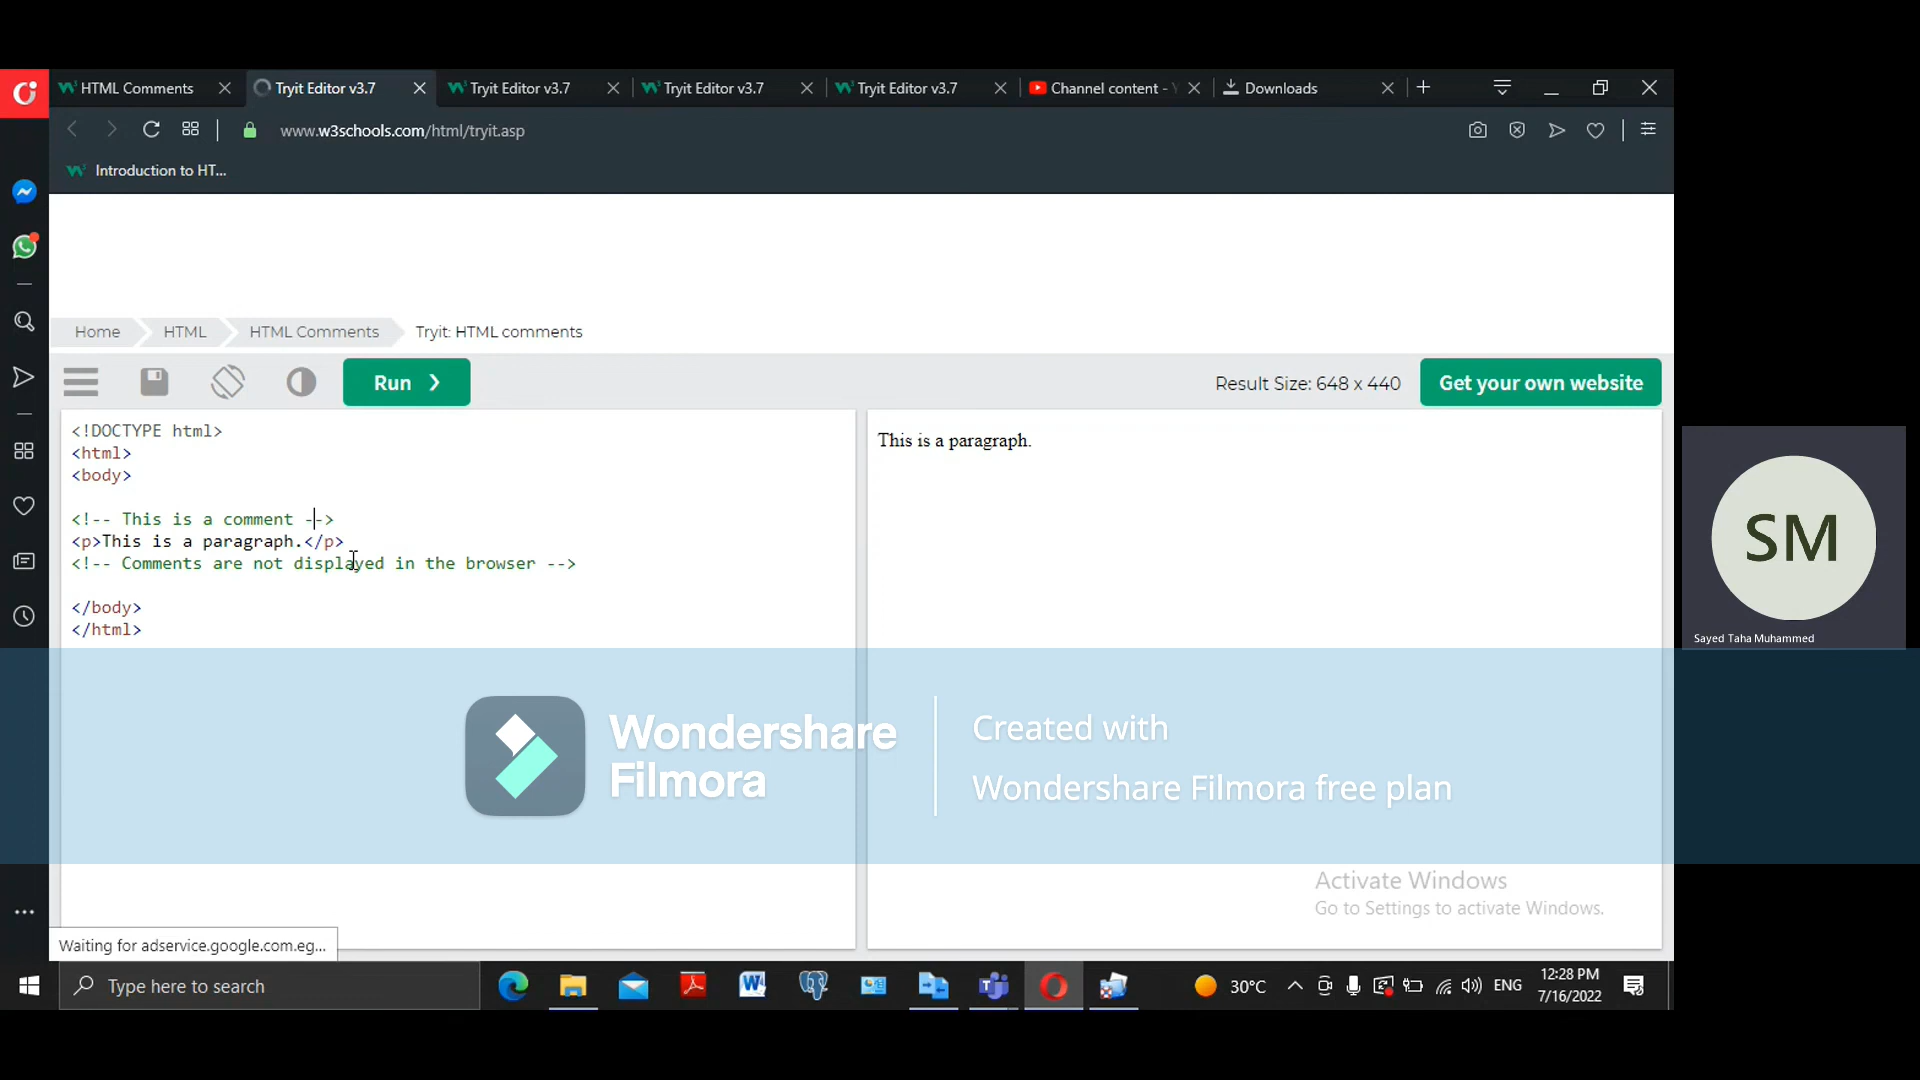 HTML Comments
Tryit Editor v3.7
Tryit Editor v3.7
Tryit Editor v3.7
Tryit Editor v3.7
Channel content -
Downloads
www.w3schools.com/html/tryit.asp
Introduction to HT...
Home
HTML
HTML Comments
Tryit: HTML comments
Run ❯
Result Size: 648 x 440
Get your own website
<!DOCTYPE html>
<html>
<body>
<!-- This is a comment -->
<p>This is a paragraph.</p>
<!-- Comments are not displayed in the browser -->
</body>
</html>
This is a paragraph.
SM
Sayed Taha Muhammed
Wondershare
Filmora
Created with
Wondershare Filmora free plan
Activate Windows
Go to Settings to activate Windows.
Waiting for adservice.google.com.eg...
Type here to search
30°C
ENG
12:28 PM
7/16/2022